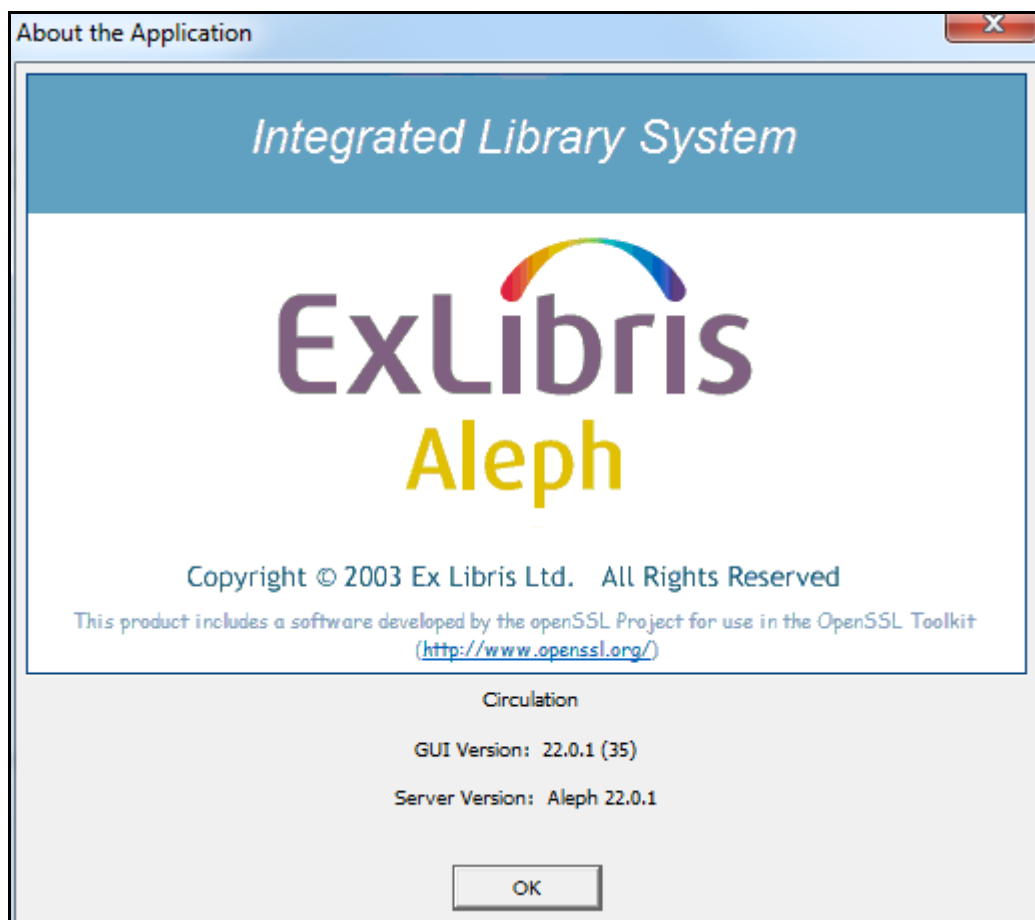 About the Application
Integrated Library System
ExLibris
Aleph
Copyright © 2003 Ex Libris Ltd. All Rights Reserved
This product includes a software developed by the openSSL Project for use in the OpenSSL Toolkit
(http://www.openssl.org/)
Circulation
GUI Version: 22.0.1 (35)
Server Version: Aleph 22.0.1
OK